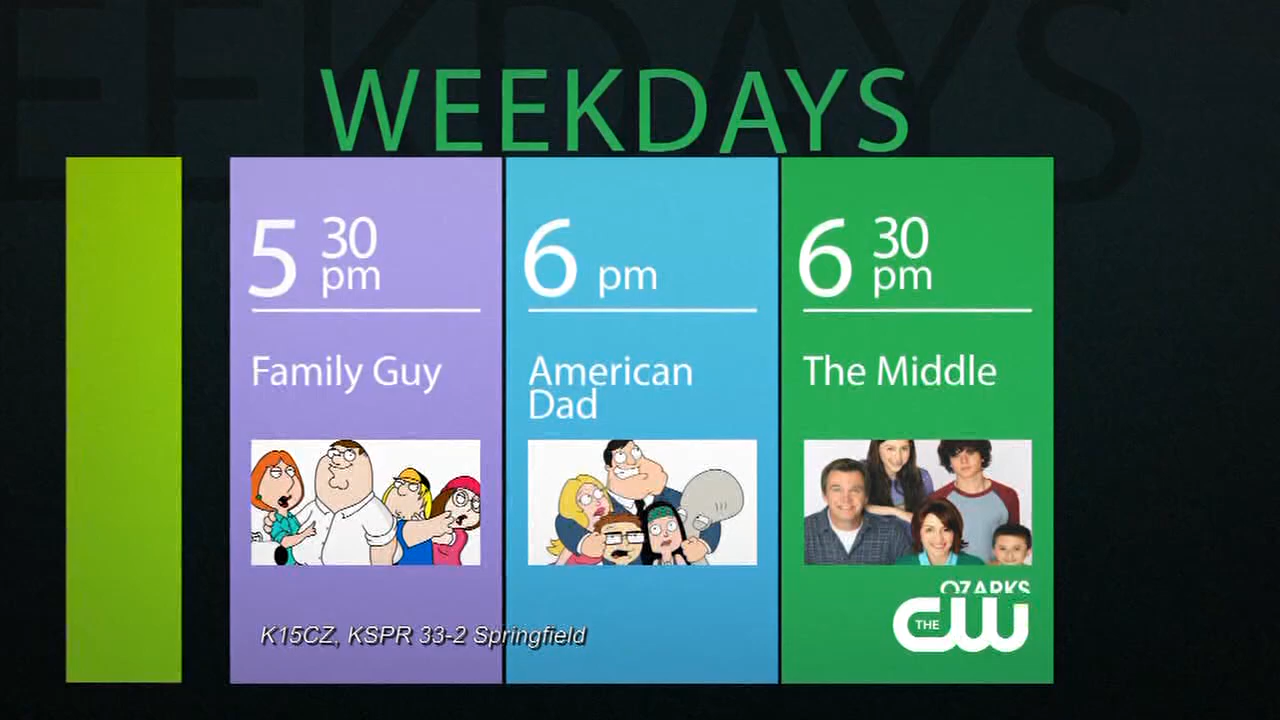 EEKDAYS
WEEKDAYS
5 30 pm
Family Guy
6 pm
American
Dad
6 30 pm
The Middle
OZARKS
THE CW
K15CZ, KSPR 33-2 Springfield